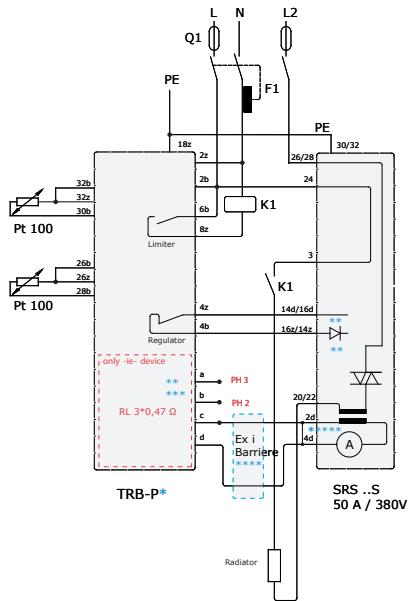 L N L2
Q1
F1
PE
PE
18z
30/32
2z
26/28
2b
24
32b
32z
30b
6b
K1
Pt 100
8z
Limiter
3
26b
26z
28b
K1
Pt 100
4z
14d/16d
**
4b
16z/14z
**
Regulator
only -ie- device
a
PH 3
**
***
b
PH 2
20/22
RL 3*0,47 Ω
c
2d
*****
d
Ex i
Barriere
****
4d
A
TRB-P*
SRS ..S
50 A / 380V
Radiator